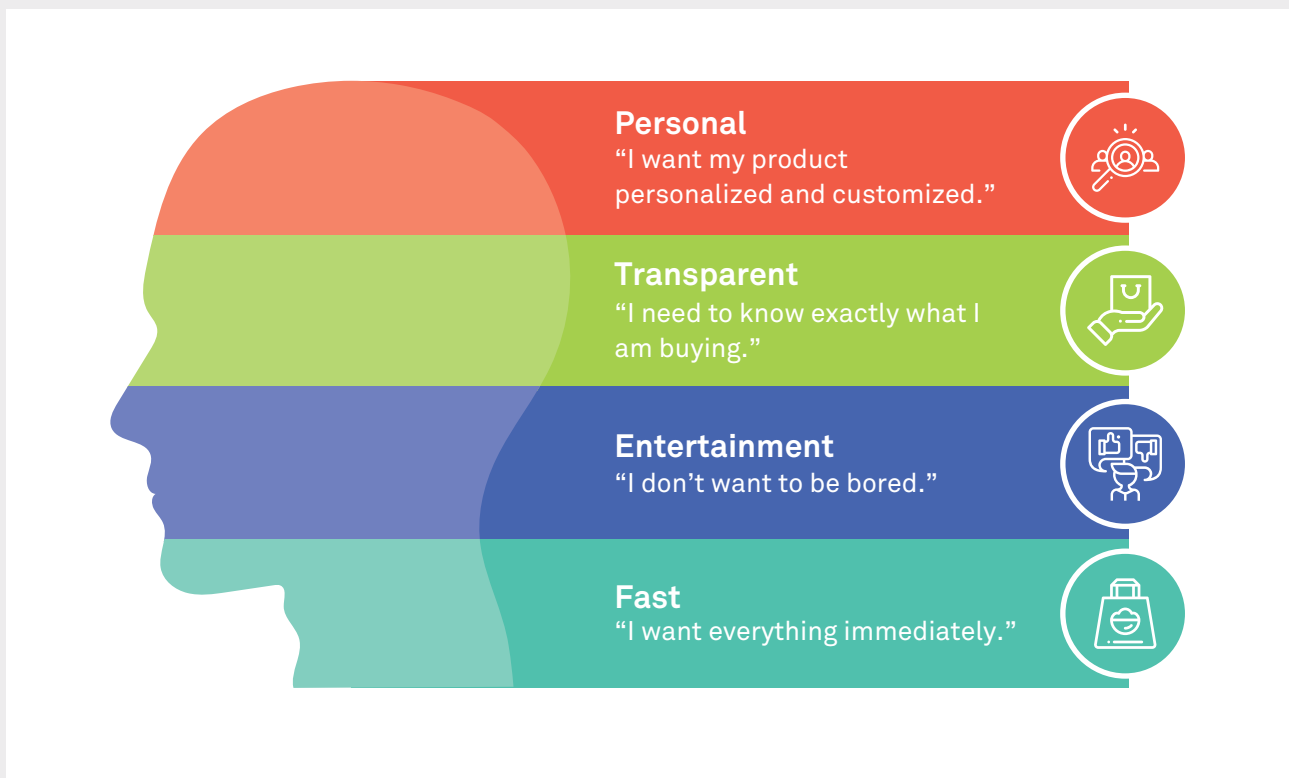 Personal
“I want my product
personalized and customized.”
Transparent
“I need to know exactly what I
am buying.”
Entertainment
“I don’t want to be bored.”
Fast
“I want everything immediately.”